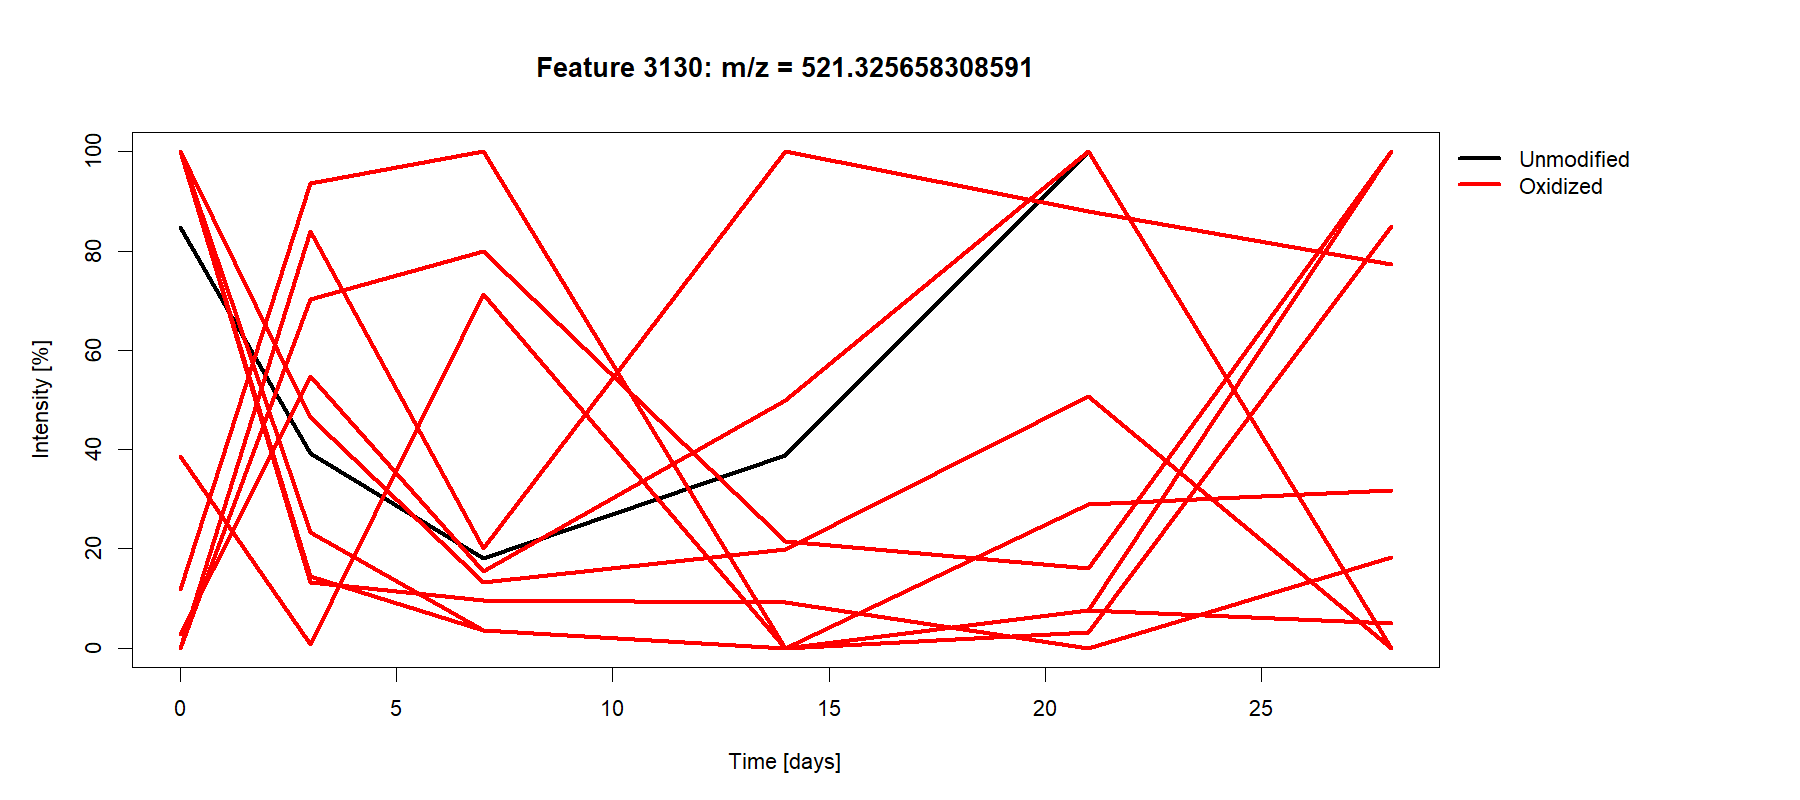 Feature 3130: m/z = 521.325658308591
Unmodified
Oxidized
Intensity [%]
100
80
60
40
20
0
0 5 10 15 20 25
Time [days]